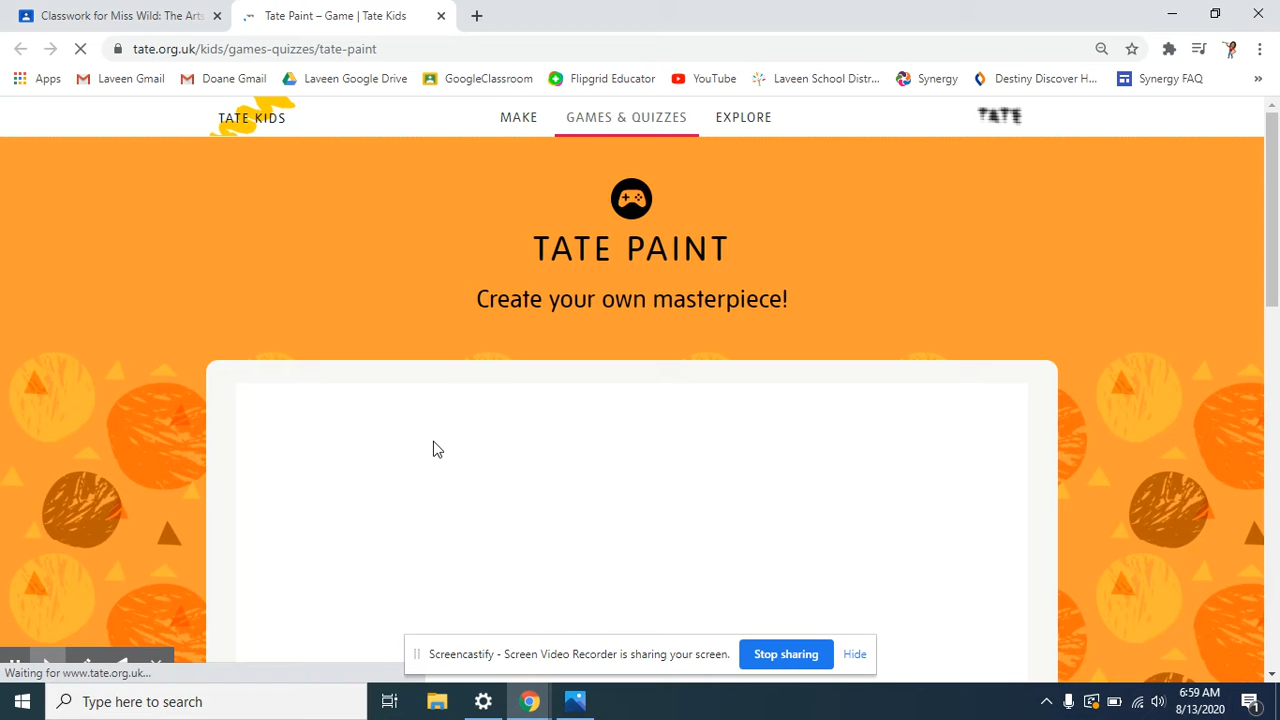 Classwork for Miss Wild: The Arts
Tate Paint – Game | Tate Kids
tate.org.uk/kids/games-quizzes/tate-paint
Apps
Laveen Gmail
Doane Gmail
Laveen Google Drive
GoogleClassroom
Flipgrid Educator
YouTube
Laveen School Distr...
Synergy
Destiny Discover H...
Synergy FAQ
»
TATE KIDS
MAKE
GAMES & QUIZZES
EXPLORE
TATE
TATE PAINT
Create your own masterpiece!
Screencastify - Screen Video Recorder is sharing your screen.
Stop sharing
Hide
Waiting for www.tate.org.uk...
Type here to search
6:59 AM
8/13/2020
1